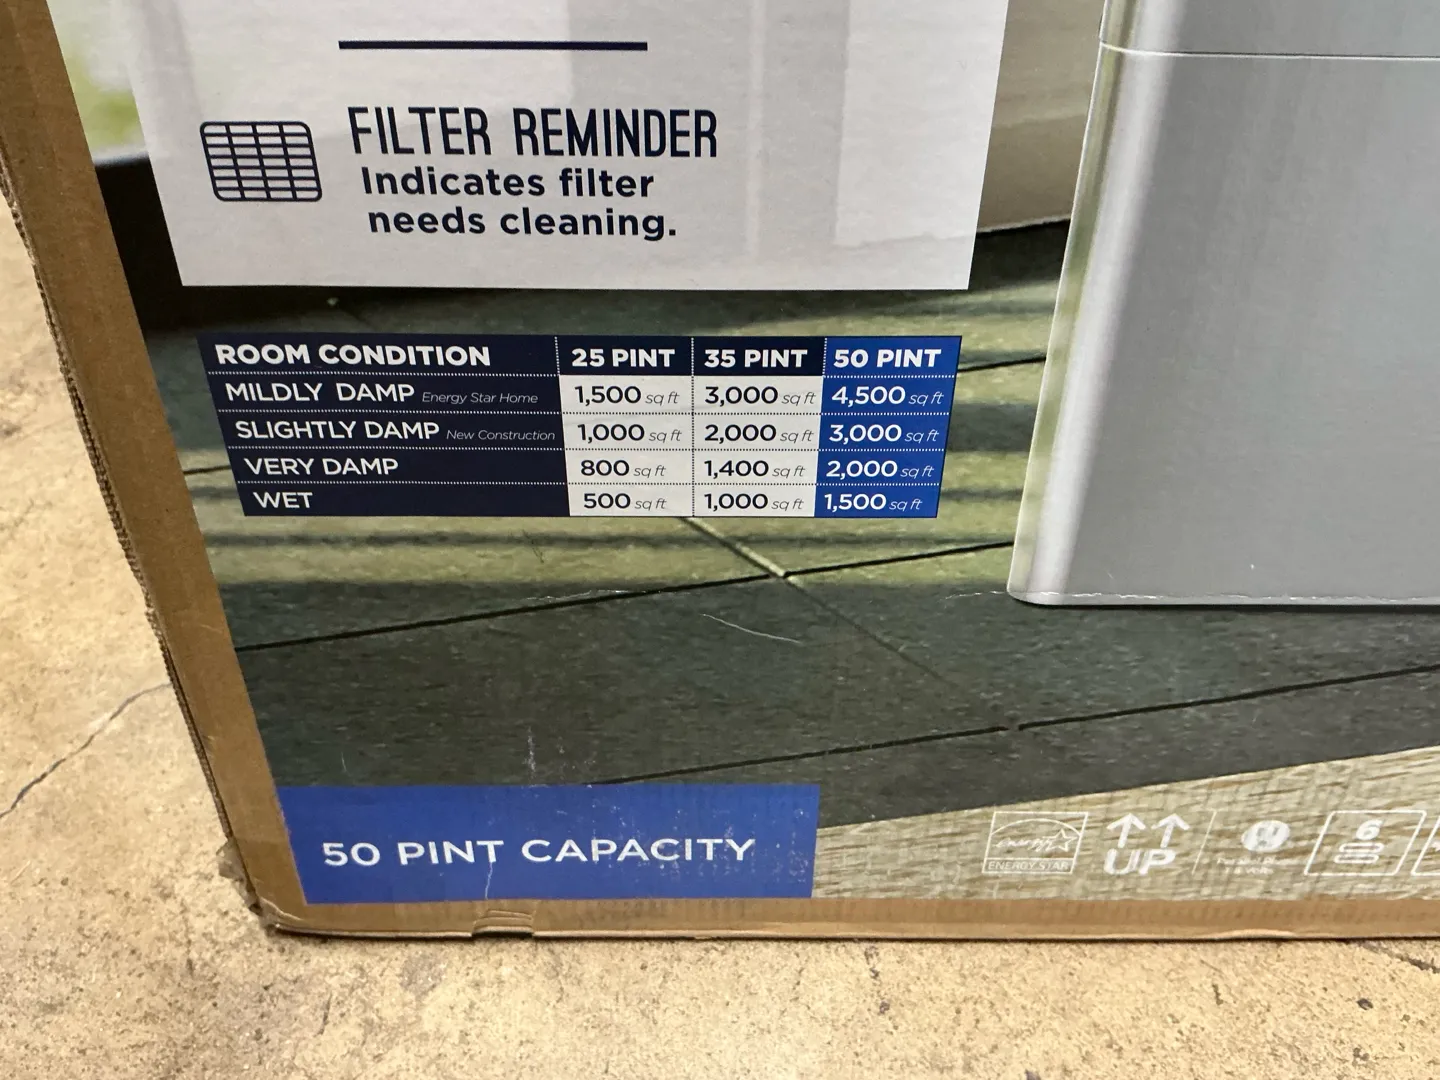 FILTER REMINDER
Indicates filter
needs cleaning.
ROOM CONDITION 25 PINT 35 PINT 50 PINT
MILDLY DAMP Energy Star Home 1,500 sq ft 3,000 sq ft 4,500 sq ft
SLIGHTLY DAMP New Construction 1,000 sq ft 2,000 sq ft 3,000 sq ft
VERY DAMP 800 sq ft 1,400 sq ft 2,000 sq ft
WET 500 sq ft 1,000 sq ft 1,500 sq ft
50 PINT CAPACITY
energy
ENERGY STAR
UP
6